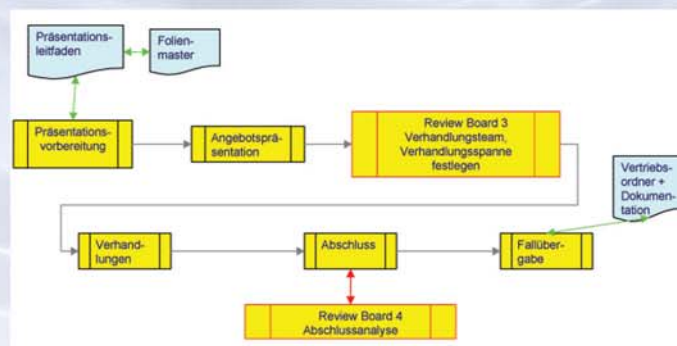 Präsentations-
leitfaden
Folien-
master
Präsentations-
vorbereitung
Angebotsprä-
sentation
Review Board 3
Verhandlungsteam,
Verhandlungsspanne
festlegen
Vertriebs-
ordner +
Dokumen-
tation
Verhand-
lungen
Abschluss
Fallüber-
gabe
Review Board 4
Abschlussanalyse